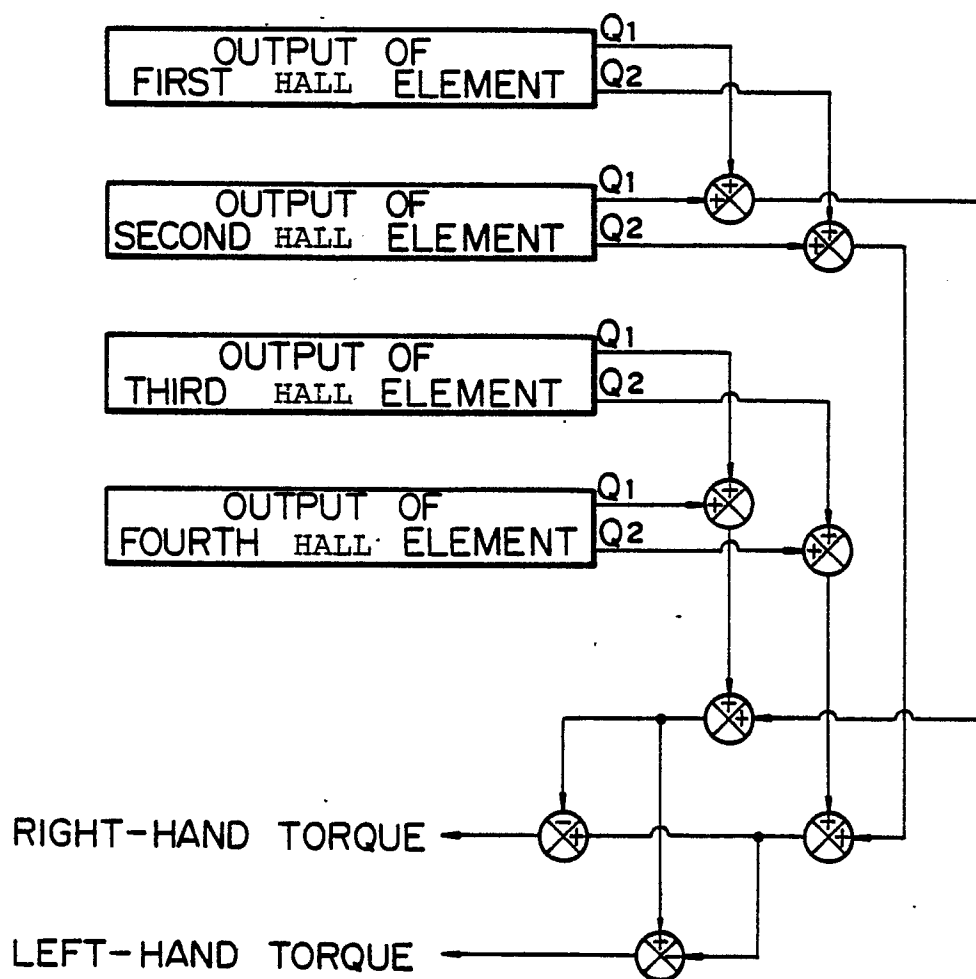 OUTPUT OF
FIRST HALL ELEMENT
Q1
Q2
OUTPUT OF
SECOND HALL ELEMENT
Q1
Q2
OUTPUT OF
THIRD HALL ELEMENT
Q1
Q2
OUTPUT OF
FOURTH HALL ELEMENT
Q1
Q2
RIGHT-HAND TORQUE
LEFT-HAND TORQUE